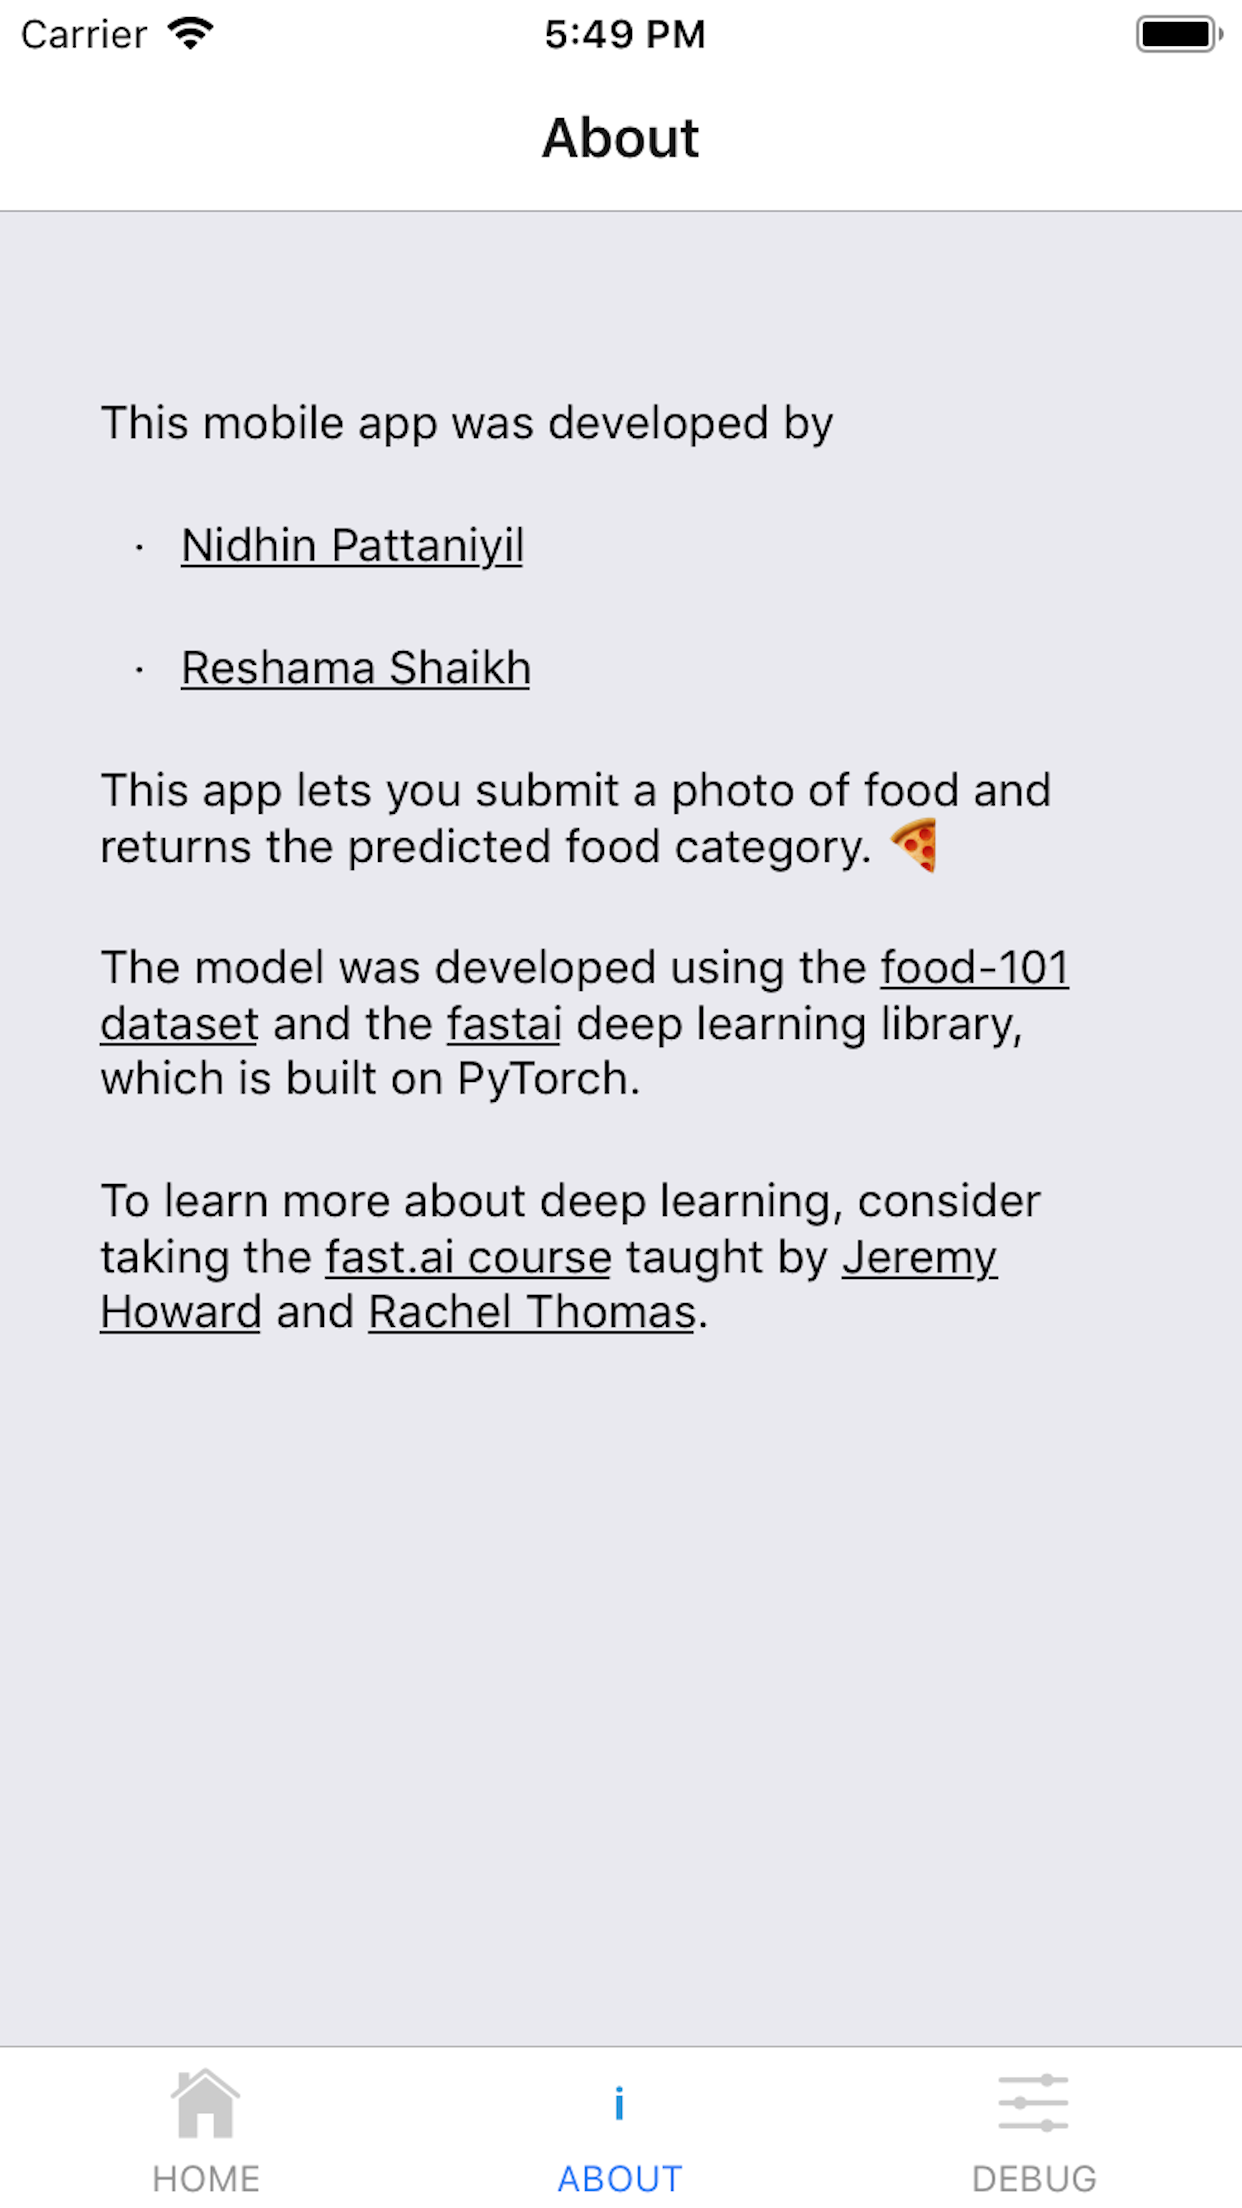 Carrier 5:49 PM
About
This mobile app was developed by
· Nidhin Pattaniyil
· Reshama Shaikh
This app lets you submit a photo of food and
returns the predicted food category. 🍕
The model was developed using the food-101
dataset and the fastai deep learning library,
which is built on PyTorch.
To learn more about deep learning, consider
taking the fast.ai course taught by Jeremy
Howard and Rachel Thomas.
HOME ABOUT DEBUG